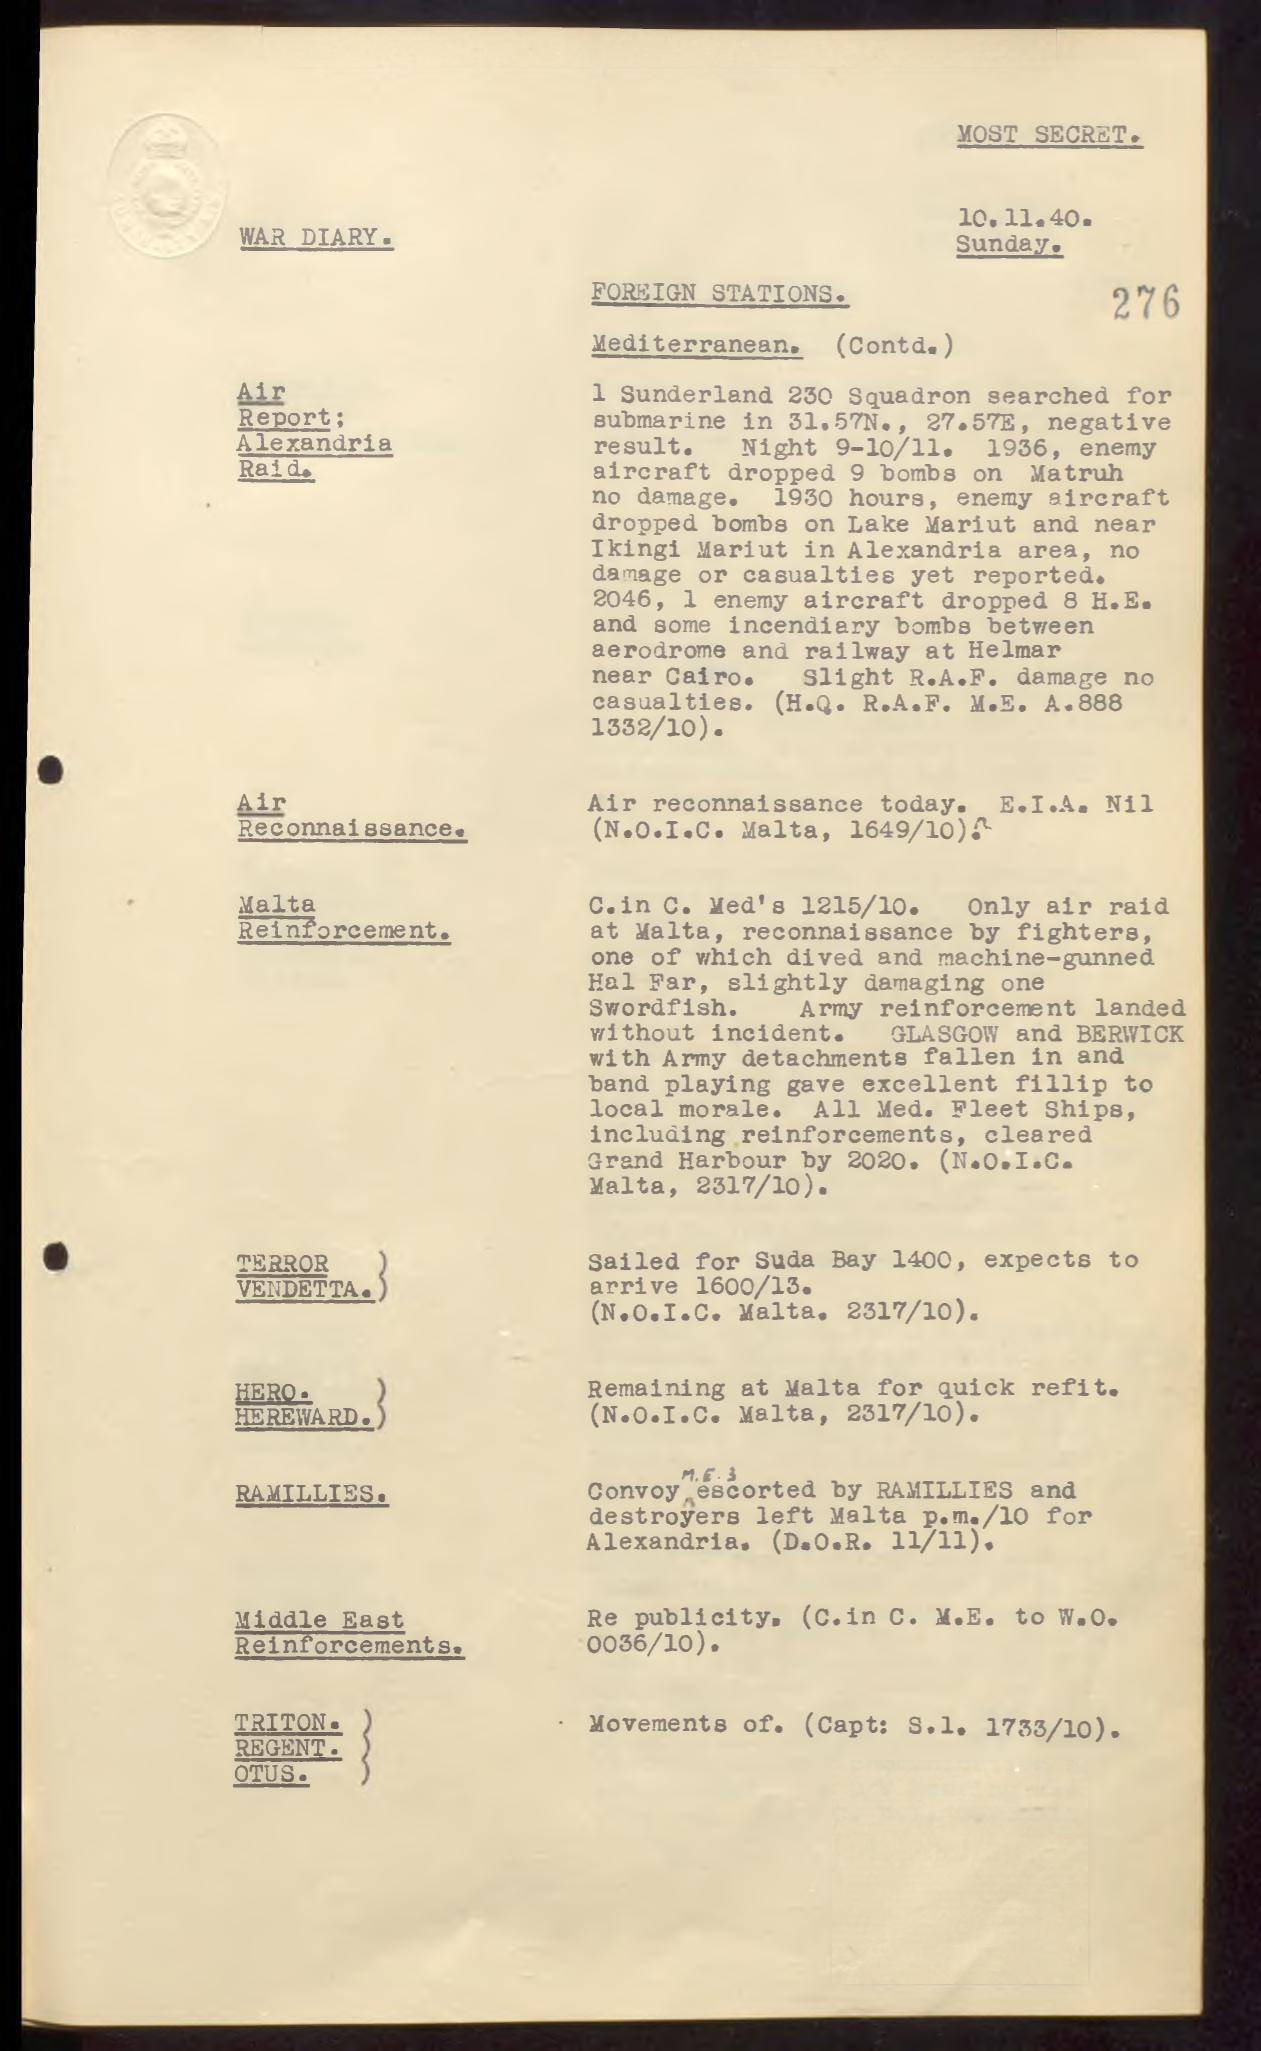 MOST SECRET.
10.11.40.
Sunday.
WAR DIARY.
FOREIGN STATIONS.
276
Mediterranean. (Contd.)
Air
Report;
Alexandria
Raid.
1 Sunderland 230 Squadron searched for
submarine in 31.57N., 27.57E, negative
result. Night 9-10/11. 1936, enemy
aircraft dropped 9 bombs on Matruh
no damage. 1930 hours, enemy aircraft
dropped bombs on Lake Mariut and near
Ikingi Mariut in Alexandria area, no
damage or casualties yet reported.
2046, 1 enemy aircraft dropped 8 H.E.
and some incendiary bombs between
aerodrome and railway at Helmar
near Cairo. Slight R.A.F. damage no
casualties. (H.Q. R.A.F. M.E. A.888
1332/10).
Air
Reconnaissance.
Air reconnaissance today. E.I.A. Nil
(N.O.I.C. Malta, 1649/10).
Malta
Reinforcement.
C.in C. Med's 1215/10. Only air raid
at Malta, reconnaissance by fighters,
one of which dived and machine-gunned
Hal Far, slightly damaging one
Swordfish. Army reinforcement landed
without incident. GLASGOW and BERWICK
with Army detachments fallen in and
band playing gave excellent fillip to
local morale. All Med. Fleet Ships,
including reinforcements, cleared
Grand Harbour by 2020. (N.O.I.C.
Malta, 2317/10).
TERROR )
VENDETTA. )
Sailed for Suda Bay 1400, expects to
arrive 1600/13.
(N.O.I.C. Malta. 2317/10).
HERO. )
HEREWARD. )
Remaining at Malta for quick refit.
(N.O.I.C. Malta, 2317/10).
RAMILLIES.
M.E.3
Convoy escorted by RAMILLIES and
destroyers left Malta p.m./10 for
Alexandria. (D.O.R. 11/11).
Middle East
Reinforcements.
Re publicity. (C.in C. M.E. to W.O.
0036/10).
TRITON. )
REGENT. )
OTUS. )
Movements of. (Capt: S.1. 1733/10).